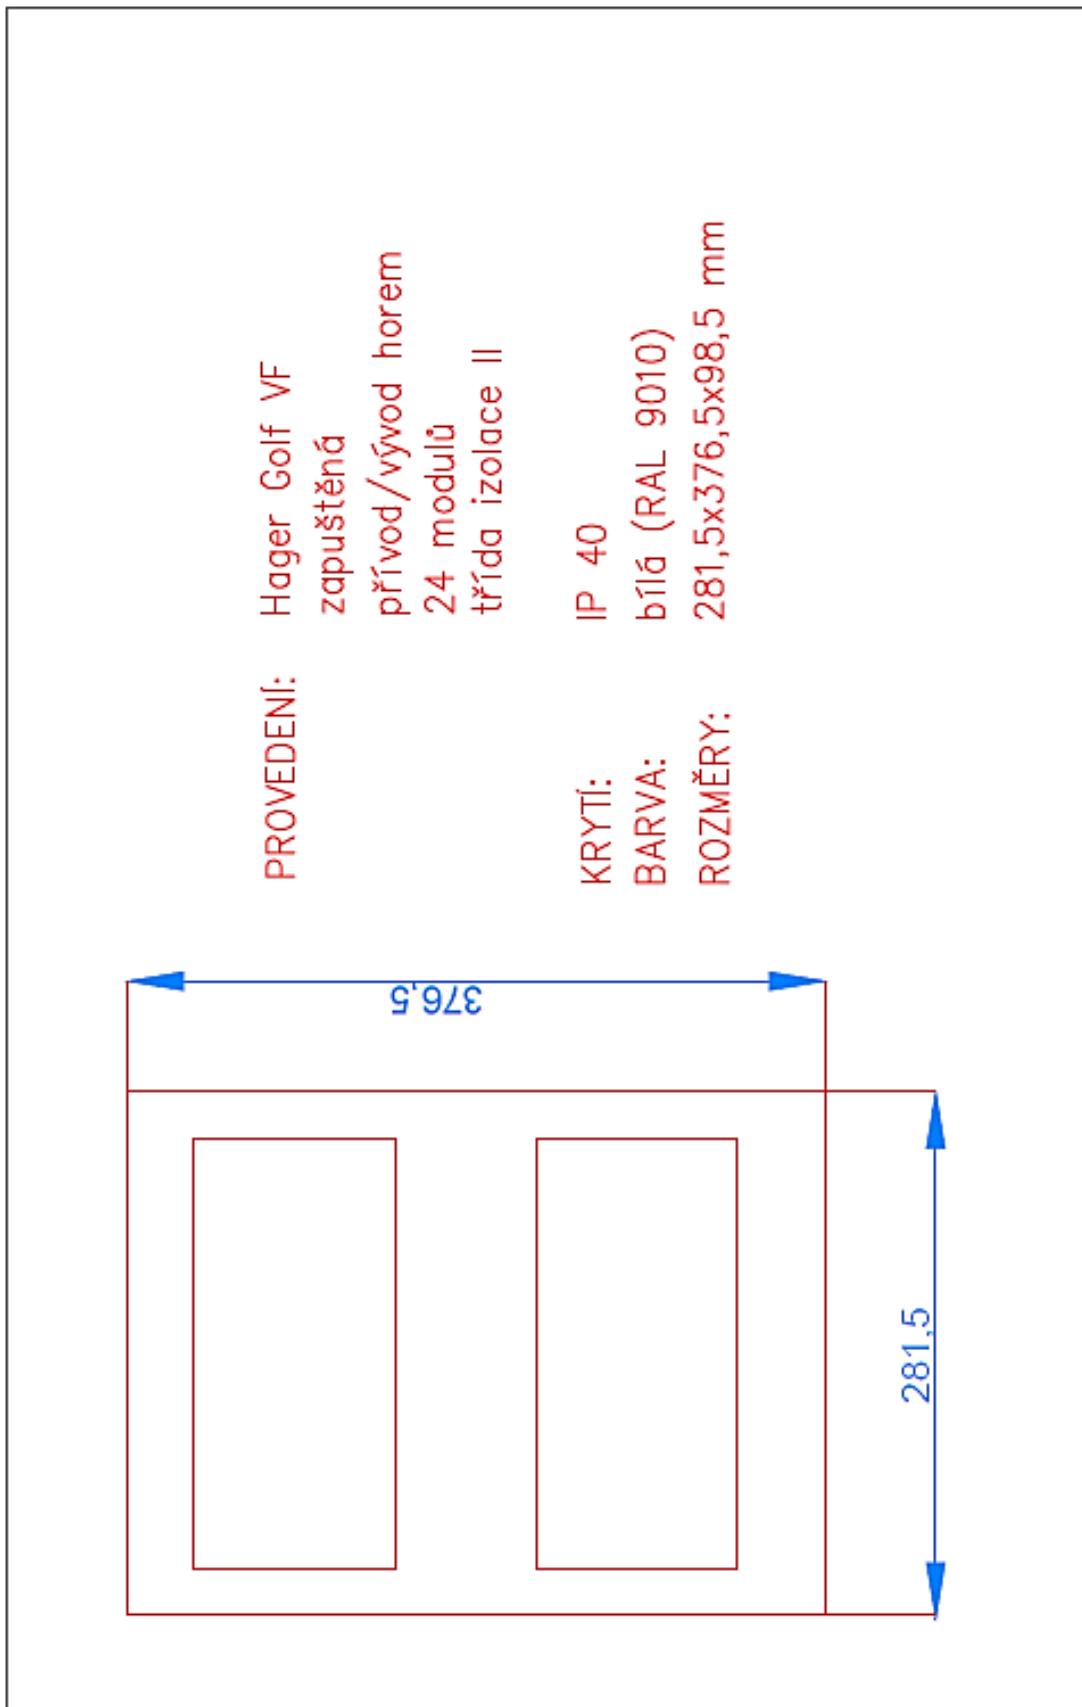 PROVEDENÍ: Hager Golf VF
zapuštěná
přívod/vývod horem
24 modulů
třída izolace II
KRYTÍ: IP 40
BARVA: bílá (RAL 9010)
ROZMĚRY: 281,5x376,5x98,5 mm
376,5
281,5